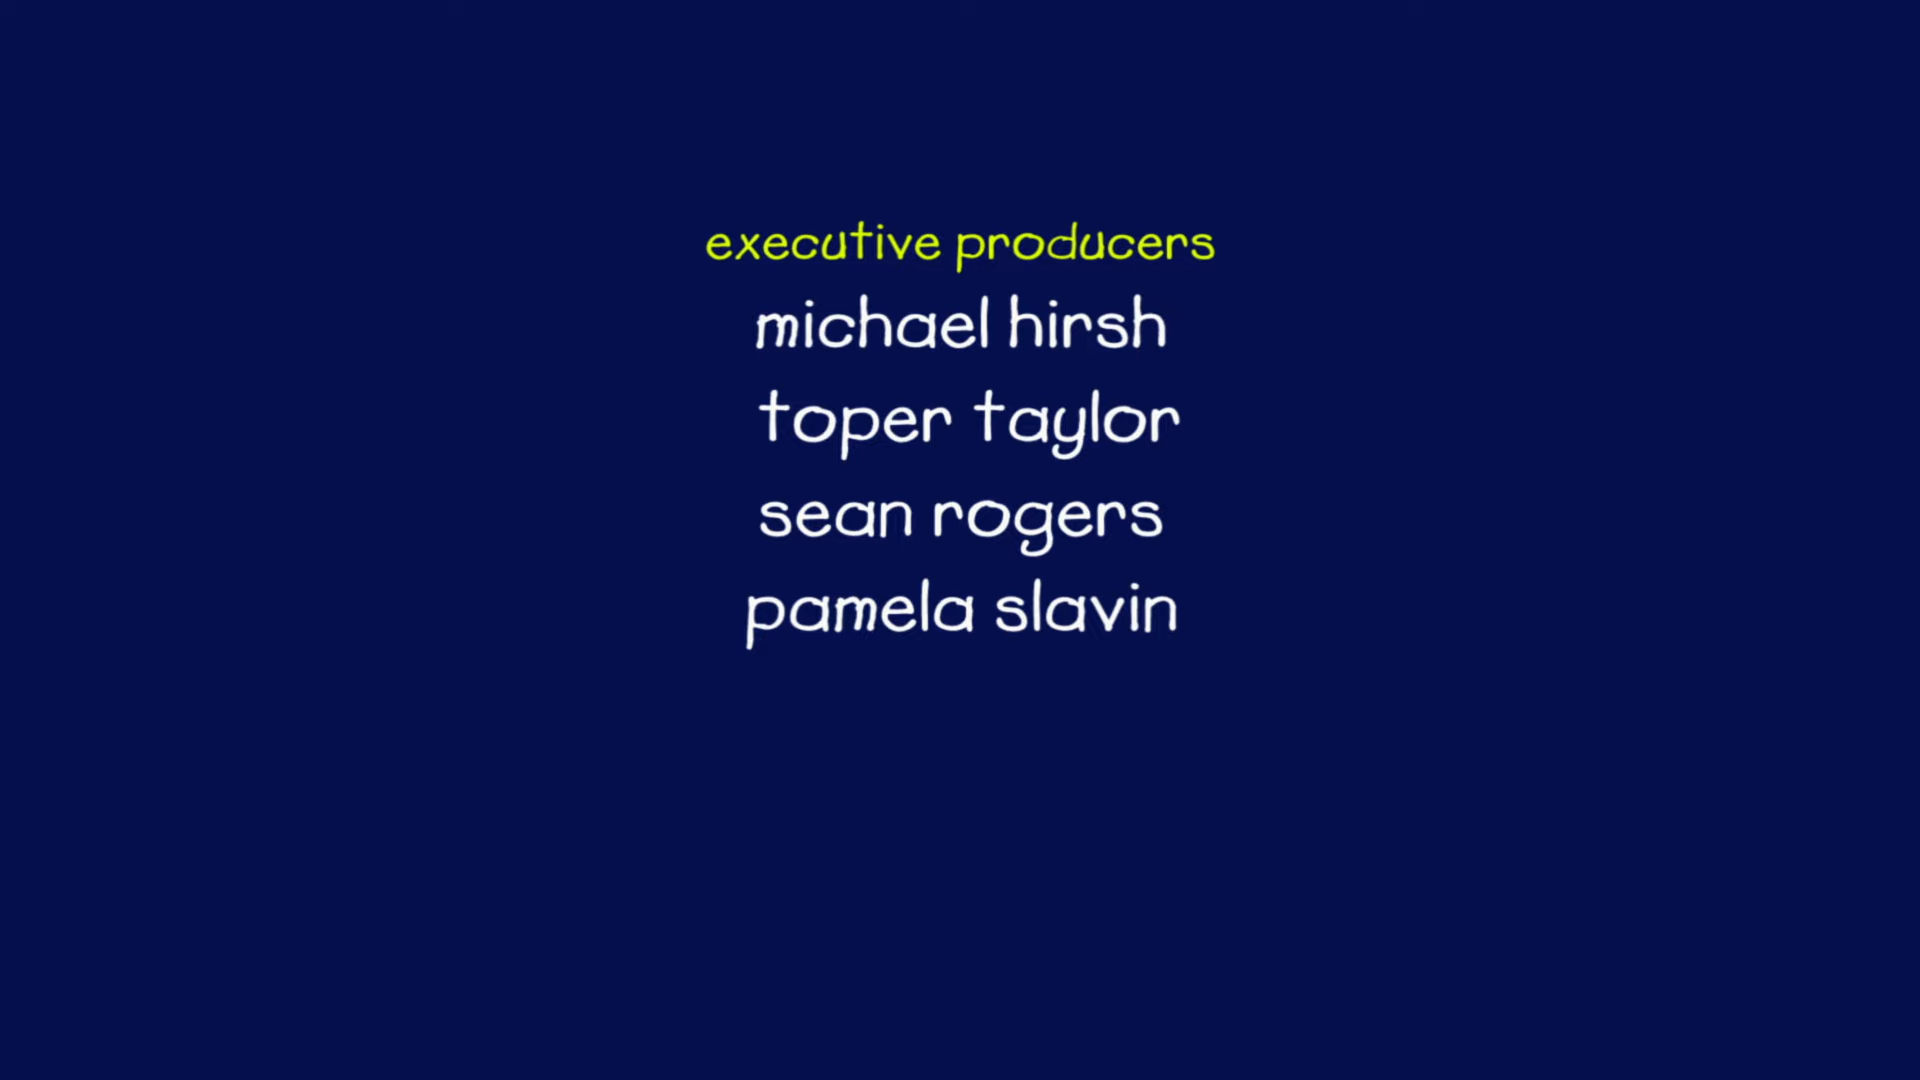 executive producers
michael hirsh
toper taylor
sean rogers
pamela slavin